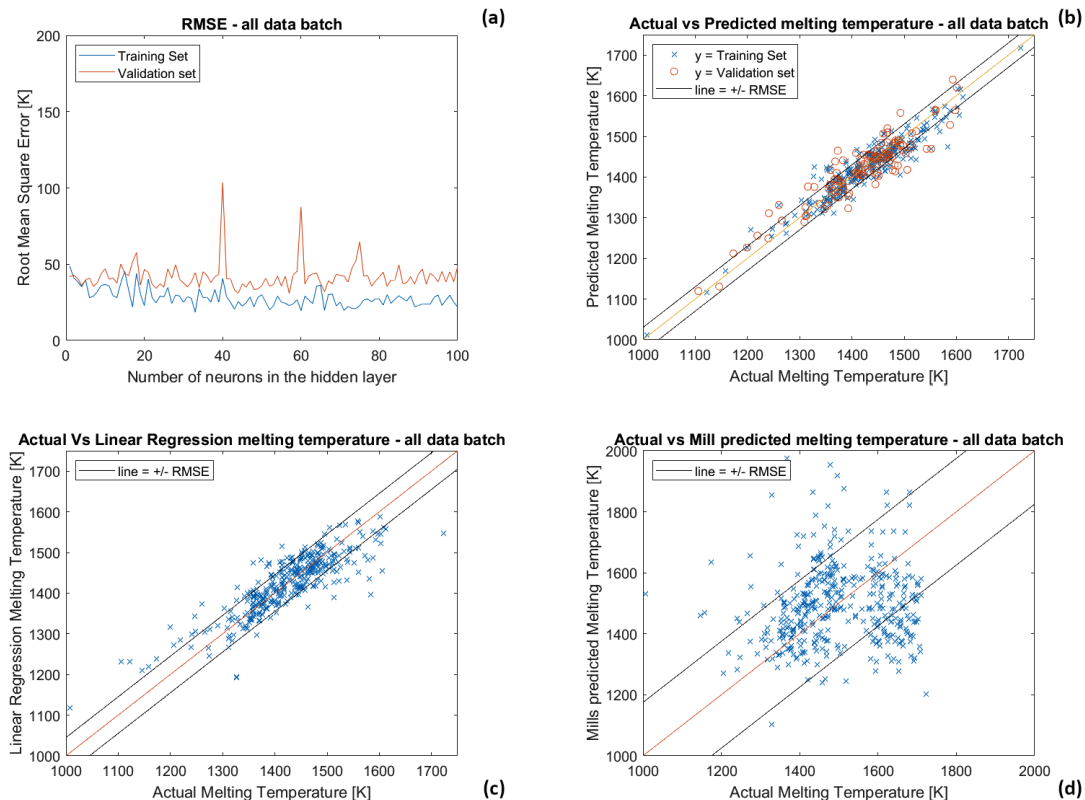 RMSE - all data batch
(a)
Root Mean Square Error [K]
200
150
100
50
0
Training Set
Validation set
0 20 40 60 80 100
Number of neurons in the hidden layer
Actual vs Predicted melting temperature - all data batch
(b)
Predicted Melting Temperature [K]
1700
1600
1500
1400
1300
1200
1100
1000
y = Training Set
y = Validation set
line = +/- RMSE
1000 1100 1200 1300 1400 1500 1600 1700
Actual Melting Temperature [K]
Actual Vs Linear Regression melting temperature - all data batch
Linear Regression Melting Temperature [K]
1700
1600
1500
1400
1300
1200
1100
1000
line = +/- RMSE
1000 1100 1200 1300 1400 1500 1600 1700
Actual Melting Temperature [K]
(c)
Actual vs Mill predicted melting temperature - all data batch
Mills predicted Melting Temperature [K]
2000
1800
1600
1400
1200
1000
line = +/- RMSE
1000 1200 1400 1600 1800 2000
Actual Melting Temperature [K]
(d)